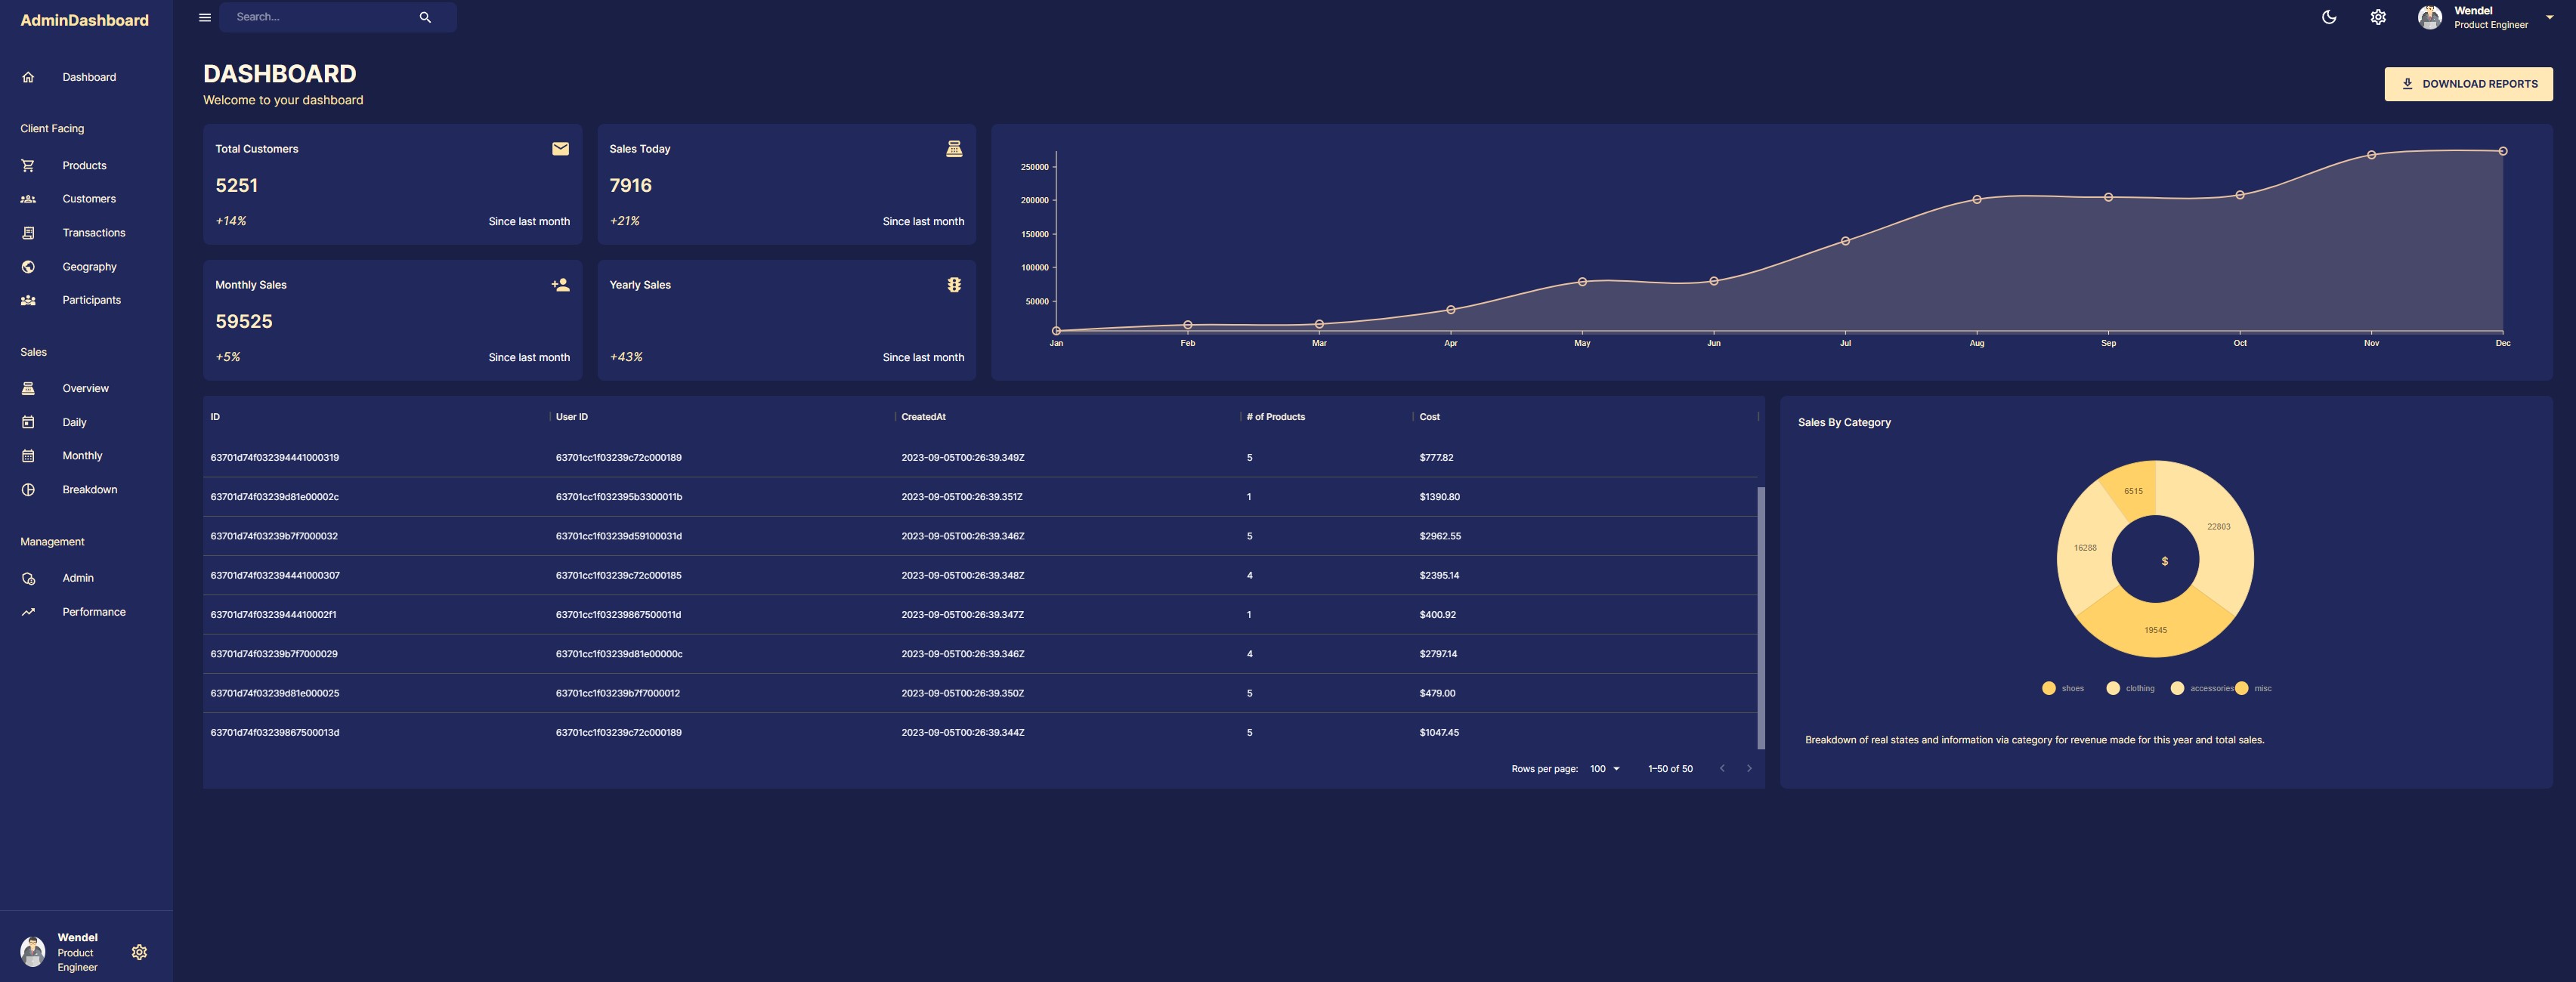 AdminDashboard
Search...
Wendel
Product Engineer
Dashboard
Client Facing
Products
Customers
Transactions
Geography
Participants
Sales
Overview
Daily
Monthly
Breakdown
Management
Admin
Performance
Wendel
Product
Engineer
DASHBOARD
Welcome to your dashboard
DOWNLOAD REPORTS
Total Customers
5251
+14% Since last month
Sales Today
7916
+21% Since last month
Monthly Sales
59525
+5% Since last month
Yearly Sales
+43% Since last month
250000
200000
150000
100000
50000
Jan Feb Mar Apr May Jun Jul Aug Sep Oct Nov Dec
ID User ID CreatedAt # of Products Cost
63701d74f032394441000319 63701cc1f03239c72c000189 2023-09-05T00:26:39.349Z 5 $777.82
63701d74f03239d81e00002c 63701cc1f032395b3300011b 2023-09-05T00:26:39.351Z 1 $1390.80
63701d74f03239b7f7000032 63701cc1f03239d59100031d 2023-09-05T00:26:39.346Z 5 $2962.55
63701d74f032394441000307 63701cc1f03239c72c000185 2023-09-05T00:26:39.348Z 4 $2395.14
63701d74f0323944410002f1 63701cc1f03239867500011d 2023-09-05T00:26:39.347Z 1 $400.92
63701d74f03239b7f7000029 63701cc1f03239d81e00000c 2023-09-05T00:26:39.346Z 4 $2797.14
63701d74f03239d81e000025 63701cc1f03239b7f7000012 2023-09-05T00:26:39.350Z 5 $479.00
63701d74f03239867500013d 63701cc1f03239c72c000189 2023-09-05T00:26:39.344Z 5 $1047.45
Rows per page: 100 1–50 of 50
Sales By Category
6515
22803
16288
$
19545
shoes clothing accessories misc
Breakdown of real states and information via category for revenue made for this year and total sales.